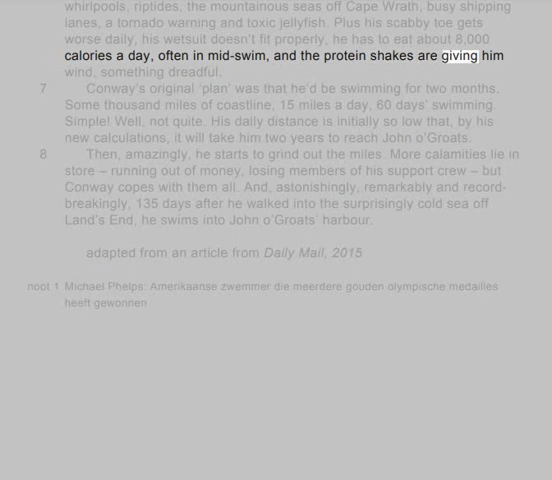 whirlpools, riptides, the mountainous seas off Cape Wrath, busy shipping
lanes, a tornado warning and toxic jellyfish. Plus his scabby toe gets
worse daily, his wetsuit doesn't fit properly, he has to eat about 8,000
calories a day, often in mid-swim, and the protein shakes are giving him
wind, something dreadful.
7 Conway's original 'plan' was that he'd be swimming for two months.
Some thousand miles of coastline, 15 miles a day, 60 days' swimming.
Simple! Well, not quite. His daily distance is initially so low that, by his
new calculations, it will take him two years to reach John o'Groats.
8 Then, amazingly, he starts to grind out the miles. More calamities lie in
store – running out of money, losing members of his support crew – but
Conway copes with them all. And, astonishingly, remarkably and record-
breakingly, 135 days after he walked into the surprisingly cold sea off
Land's End, he swims into John o'Groats' harbour.
adapted from an article from Daily Mail, 2015
noot 1 Michael Phelps: Amerikaanse zwemmer die meerdere gouden olympische medailles
heeft gewonnen